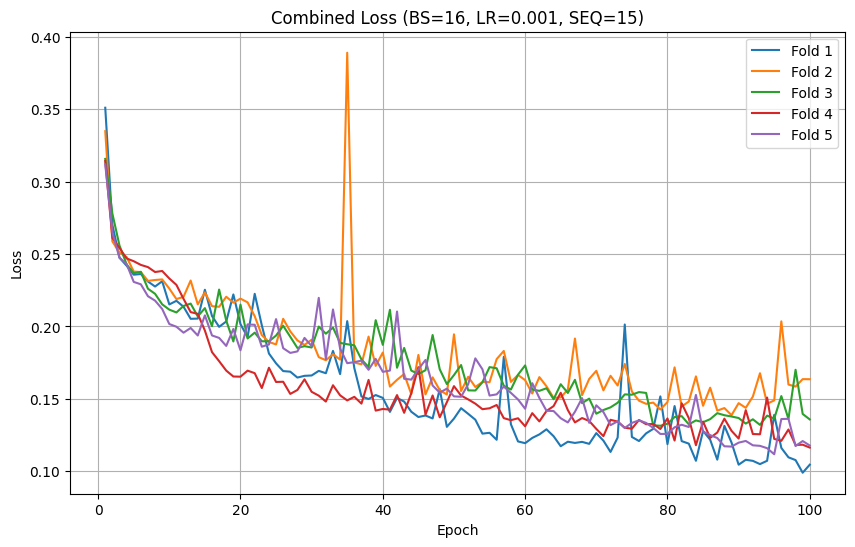 Combined Loss (BS=16, LR=0.001, SEQ=15)
0.40
0.35
0.30
0.25
0.20
0.15
0.10
Loss
Fold 1
Fold 2
Fold 3
Fold 4
Fold 5
0 20 40 60 80 100
Epoch